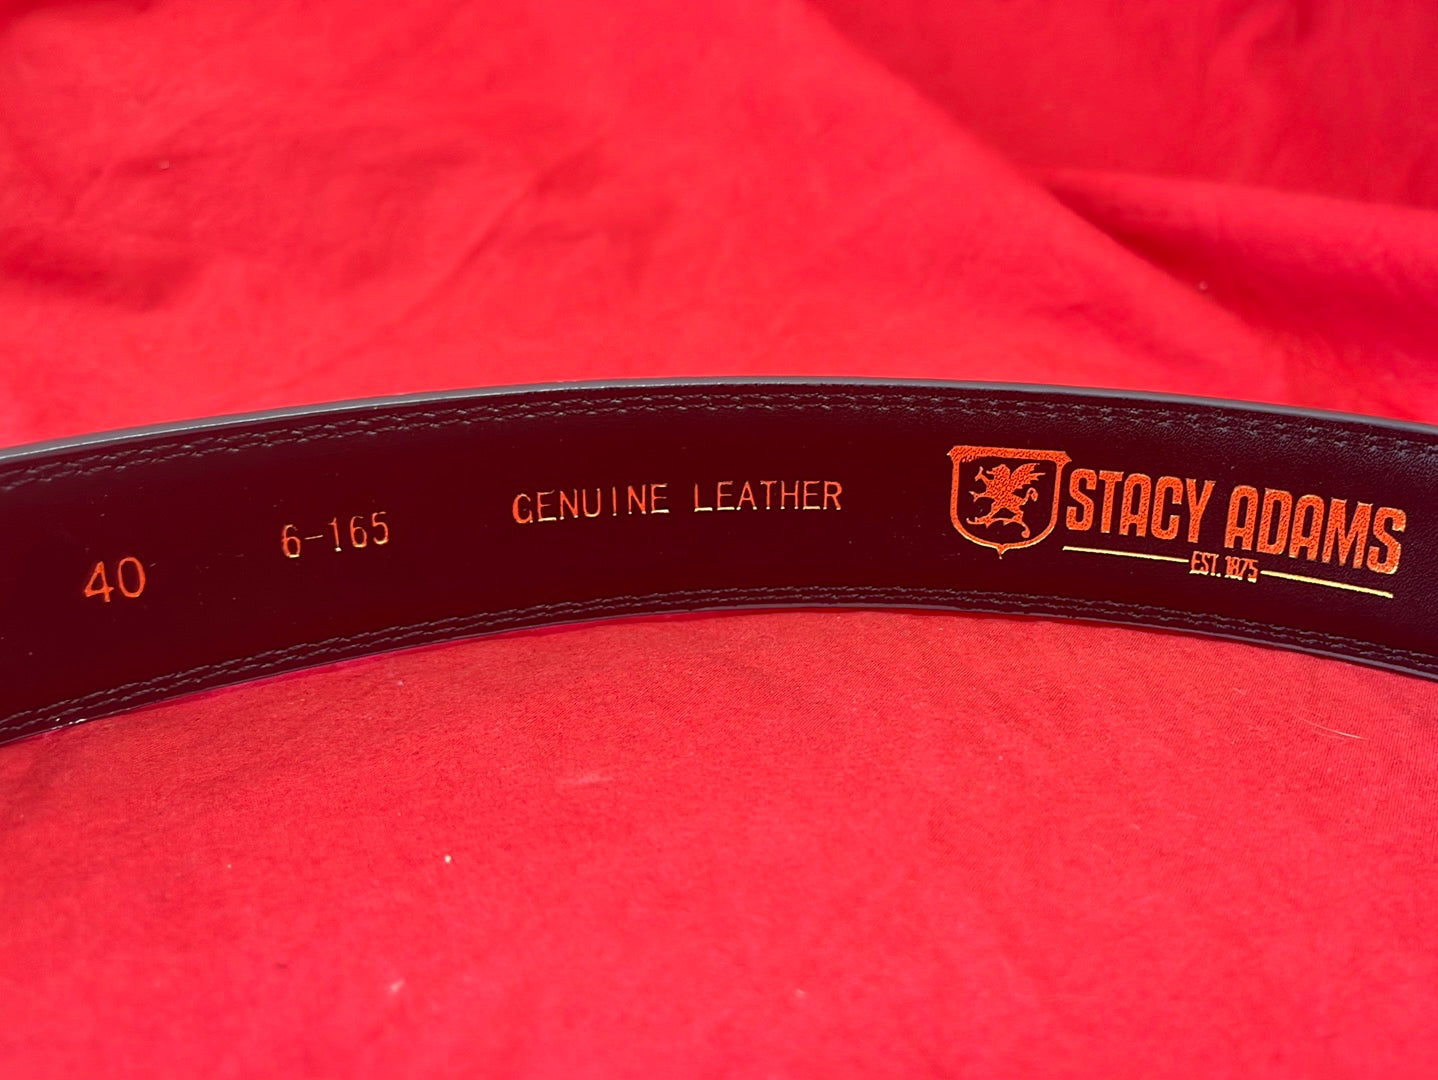 40 6-165 GENUINE LEATHER STACY ADAMS
EST. 1875